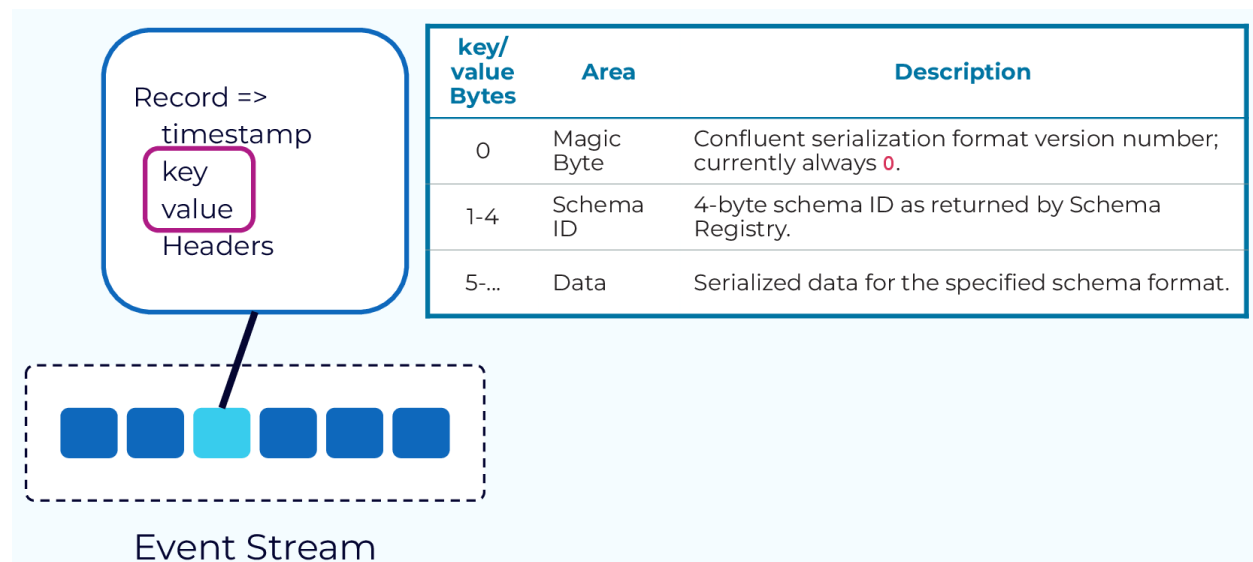 Record =>
timestamp
key
value
Headers
key/
value
Bytes
Area
Description
0
Magic
Byte
Confluent serialization format version number;
currently always 0.
1-4
Schema
ID
4-byte schema ID as returned by Schema
Registry.
5-...
Data
Serialized data for the specified schema format.
Event Stream